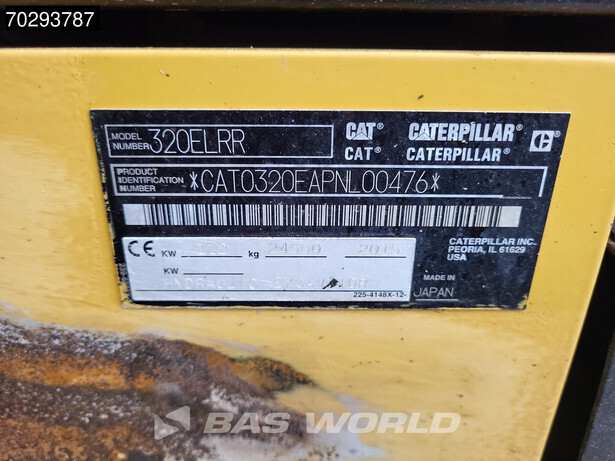 70293787
MODEL NUMBER 320ELRR
CAT® CATERPILLAR® C®
CAT® CATERPILLAR®
PRODUCT IDENTIFICATION NUMBER *CAT0320EAPNL00476*
CE KW kg 2015
KW
CATERPILLAR INC.
PEORIA, IL 61629
USA
225-4148X-12-
MADE IN
JAPAN
BAS WORLD